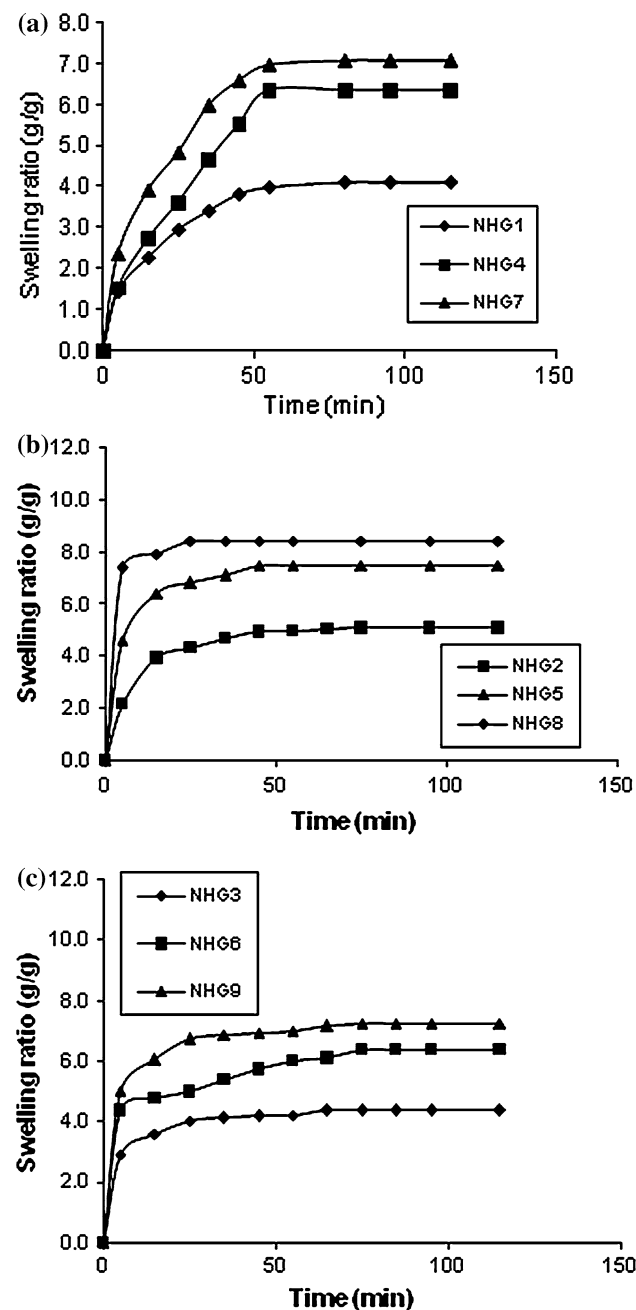 (a)
8.0
7.0
6.0
5.0
4.0
3.0
2.0
1.0
0.0
Swelling ratio (g/g)
NHG1
NHG4
NHG7
0
50
100
150
Time (min)
(b)
12.0
10.0
8.0
6.0
4.0
2.0
0.0
Swelling ratio (g/g)
NHG2
NHG5
NHG8
0
50
100
150
Time (min)
(c)
12.0
10.0
8.0
6.0
4.0
2.0
0.0
Swelling ratio (g/g)
NHG3
NHG6
NHG9
0
50
100
150
Time (min)